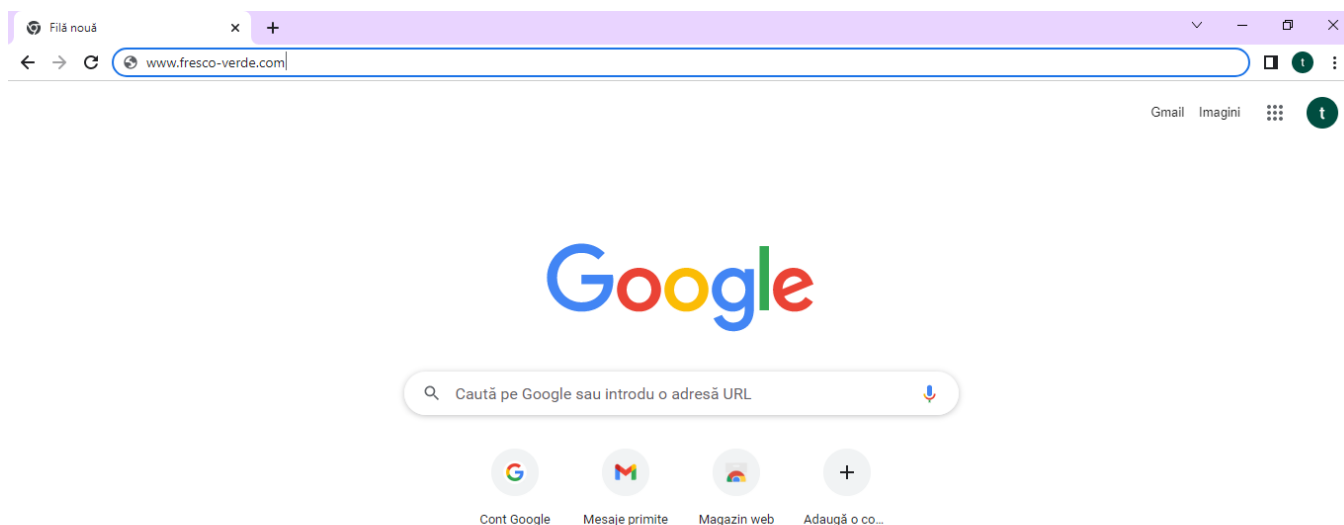 Filă nouă
www.fresco-verde.com
t
Gmail Imagini
t
Google
Caută pe Google sau introdu o adresă URL
Cont Google Mesaje primite Magazin web Adaugă o co...